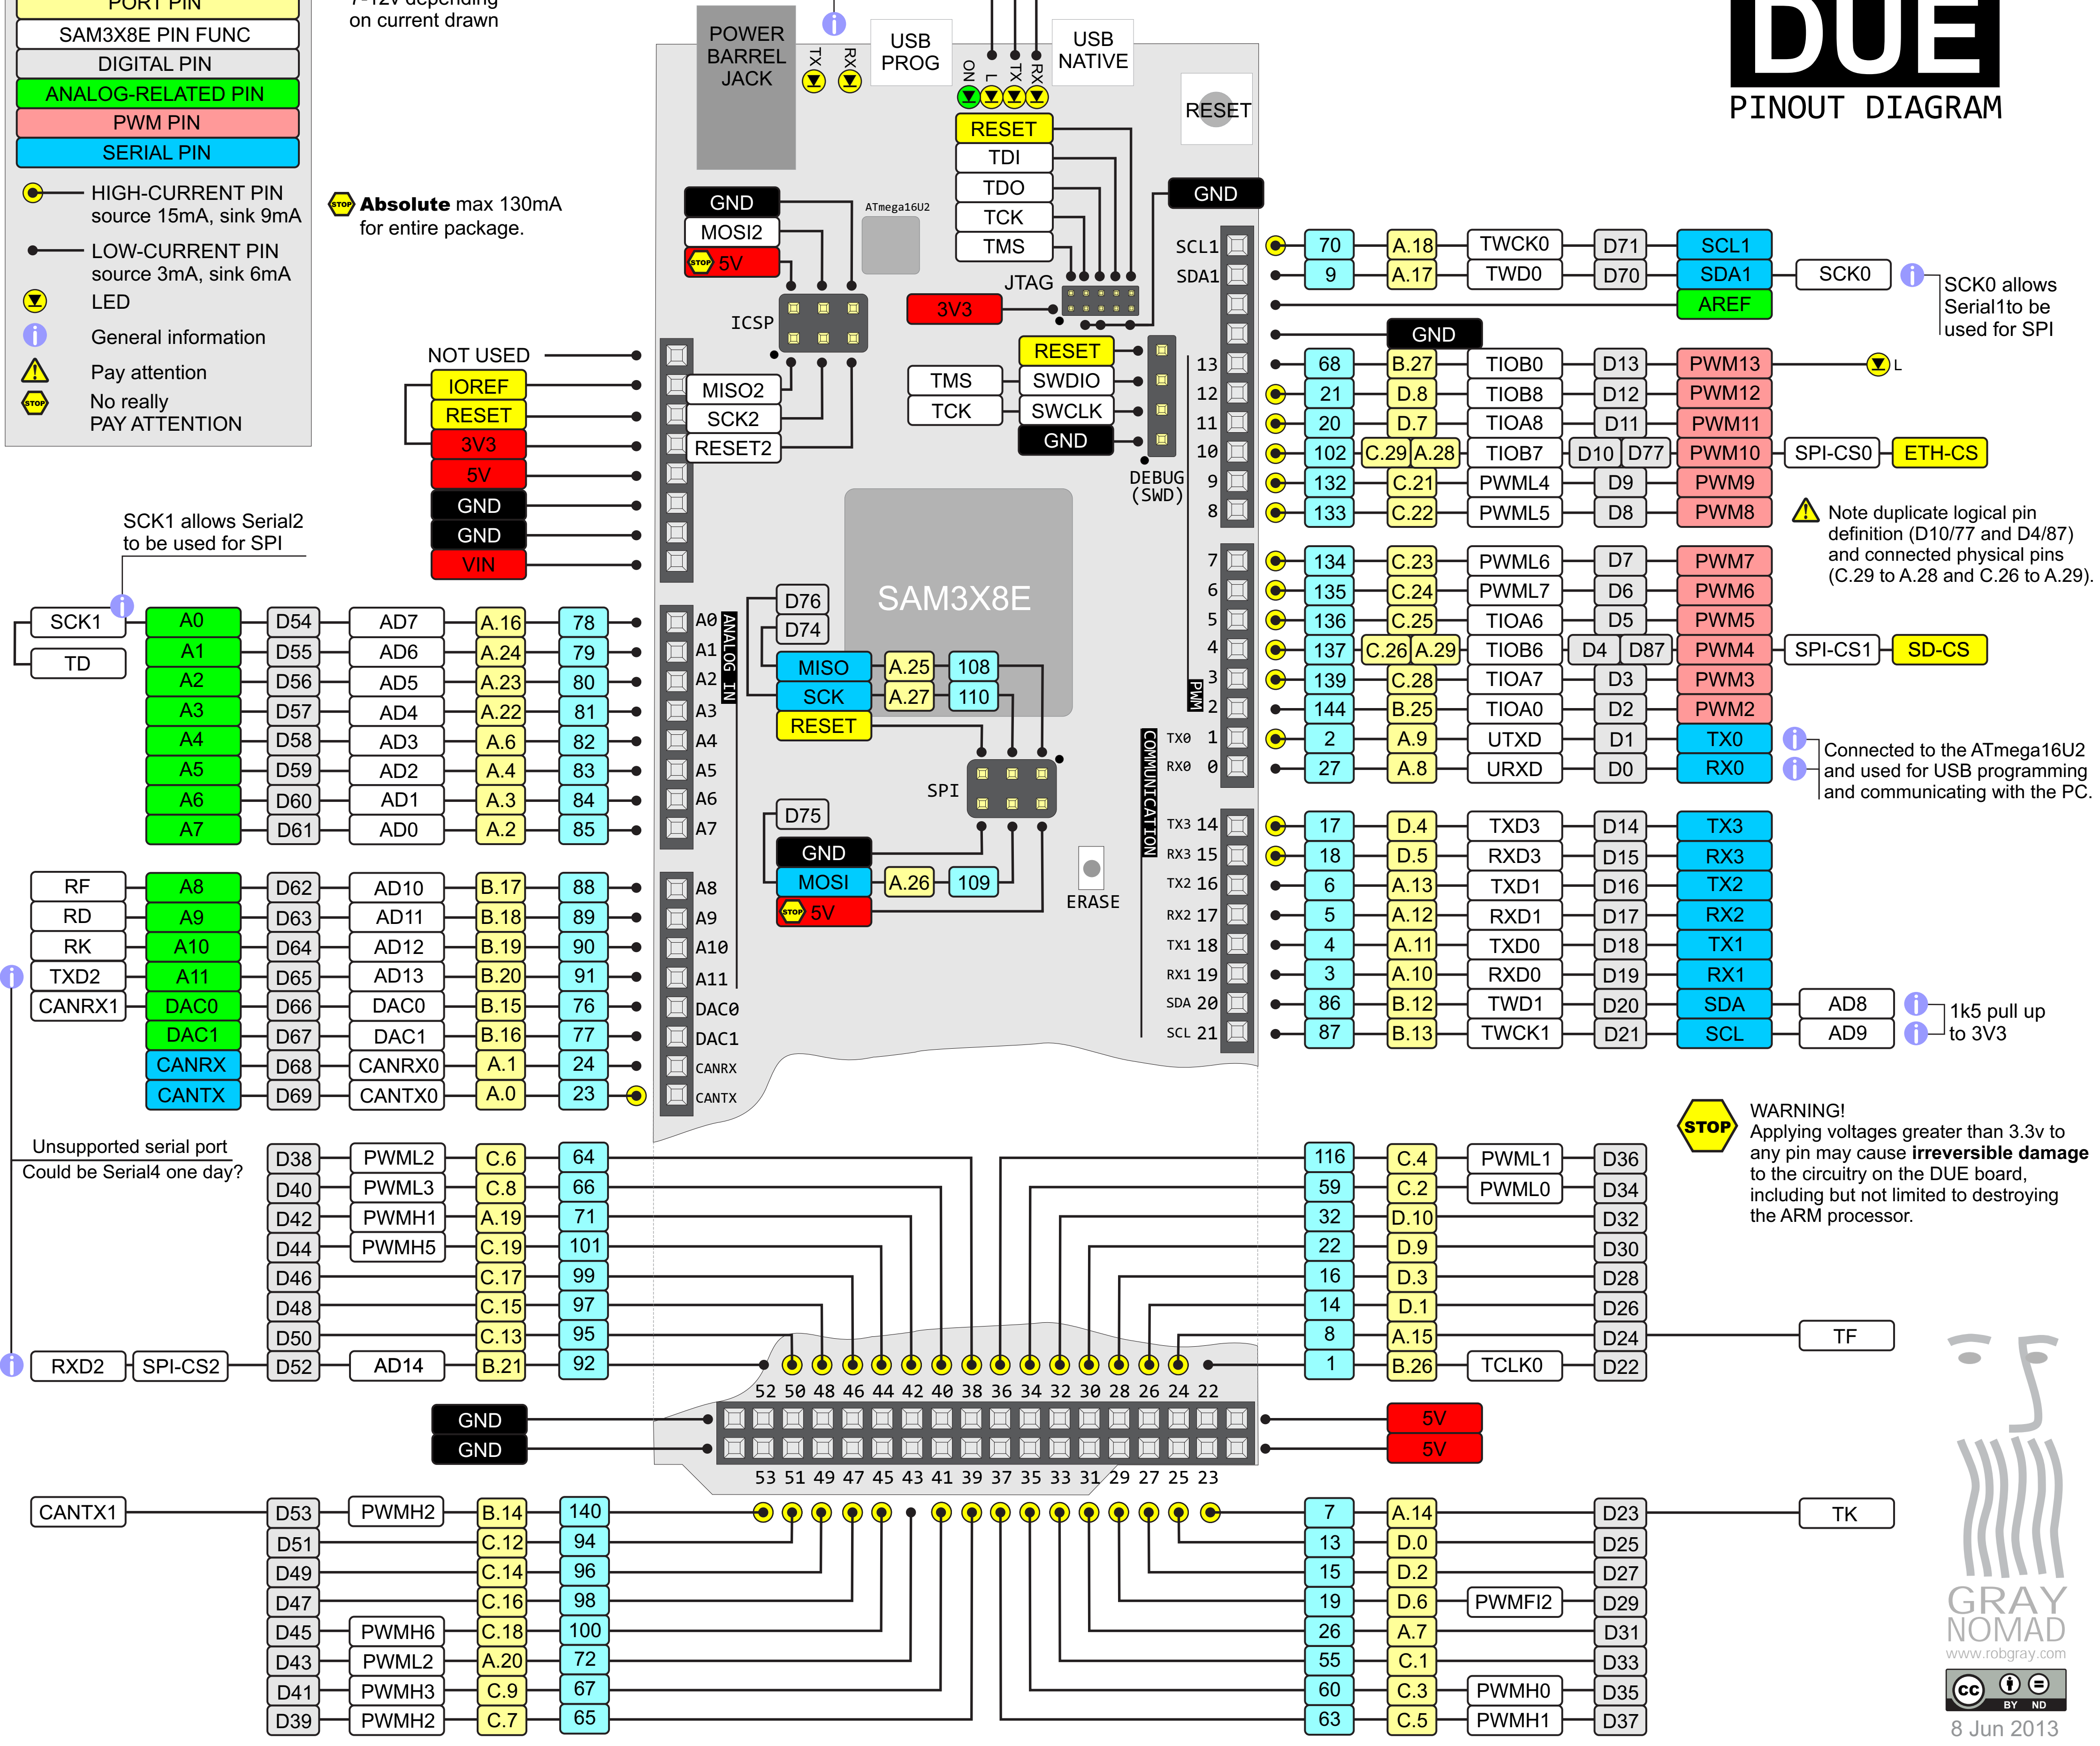 PORT PIN
SAM3X8E PIN FUNC
DIGITAL PIN
ANALOG-RELATED PIN
PWM PIN
SERIAL PIN
HIGH-CURRENT PIN
source 15mA, sink 9mA
LOW-CURRENT PIN
source 3mA, sink 6mA
LED
General information
Pay attention
STOP No really
PAY ATTENTION
7-12v depending
on current drawn
STOP Absolute max 130mA
for entire package.
DUE
PINOUT DIAGRAM
POWER
BARREL
JACK
TX RX
USB
PROG
ON L TX RX
USB
NATIVE
RESET
RESET
TDI
TDO
TCK
TMS
JTAG
3V3
GND
ATmega16U2
GND
MOSI2
STOP 5V
ICSP
MISO2
SCK2
RESET2
RESET
TMS SWDIO
TCK SWCLK
GND
DEBUG
(SWD)
NOT USED
IOREF
RESET
3V3
5V
GND
GND
VIN
SCK1 allows Serial2
to be used for SPI
SCK1 A0 D54 AD7 A.16 78 A0
TD
A1 D55 AD6 A.24 79 A1
A2 D56 AD5 A.23 80 A2
A3 D57 AD4 A.22 81 A3
A4 D58 AD3 A.6 82 A4
A5 D59 AD2 A.4 83 A5
A6 D60 AD1 A.3 84 A6
A7 D61 AD0 A.2 85 A7
ANALOG IN
RF A8 D62 AD10 B.17 88 A8
RD A9 D63 AD11 B.18 89 A9
RK A10 D64 AD12 B.19 90 A10
TXD2 A11 D65 AD13 B.20 91 A11
CANRX1 DAC0 D66 DAC0 B.15 76 DAC0
DAC1 D67 DAC1 B.16 77 DAC1
CANRX D68 CANRX0 A.1 24 CANRX
CANTX D69 CANTX0 A.0 23 CANTX
SAM3X8E
D76
D74
MISO A.25 108
SCK A.27 110
RESET
SPI
D75
GND
MOSI A.26 109
STOP 5V
ERASE
SCL1 70 A.18 TWCK0 D71 SCL1
SDA1 9 A.17 TWD0 D70 SDA1 SCK0
AREF
GND
SCK0 allows
Serial1to be
used for SPI
13 68 B.27 TIOB0 D13 PWM13 L
12 21 D.8 TIOB8 D12 PWM12
11 20 D.7 TIOA8 D11 PWM11
10 102 C.29 A.28 TIOB7 D10 D77 PWM10 SPI-CS0 ETH-CS
9 132 C.21 PWML4 D9 PWM9
8 133 C.22 PWML5 D8 PWM8
Note duplicate logical pin
definition (D10/77 and D4/87)
and connected physical pins
(C.29 to A.28 and C.26 to A.29).
7 134 C.23 PWML6 D7 PWM7
6 135 C.24 PWML7 D6 PWM6
5 136 C.25 TIOA6 D5 PWM5
4 137 C.26 A.29 TIOB6 D4 D87 PWM4 SPI-CS1 SD-CS
3 139 C.28 TIOA7 D3 PWM3
2 144 B.25 TIOA0 D2 PWM2
PWM
TX0 1 2 A.9 UTXD D1 TX0
RX0 0 27 A.8 URXD D0 RX0
Connected to the ATmega16U2
and used for USB programming
and communicating with the PC.
COMMUNICATION
TX3 14 17 D.4 TXD3 D14 TX3
RX3 15 18 D.5 RXD3 D15 RX3
TX2 16 6 A.13 TXD1 D16 TX2
RX2 17 5 A.12 RXD1 D17 RX2
TX1 18 4 A.11 TXD0 D18 TX1
RX1 19 3 A.10 RXD0 D19 RX1
SDA 20 86 B.12 TWD1 D20 SDA AD8
SCL 21 87 B.13 TWCK1 D21 SCL AD9
1k5 pull up
to 3V3
Unsupported serial port
Could be Serial4 one day?
STOP
WARNING!
Applying voltages greater than 3.3v to
any pin may cause irreversible damage
to the circuitry on the DUE board,
including but not limited to destroying
the ARM processor.
D38 PWML2 C.6 64
D40 PWML3 C.8 66
D42 PWMH1 A.19 71
D44 PWMH5 C.19 101
D46 C.17 99
D48 C.15 97
D50 C.13 95
RXD2 SPI-CS2 D52 AD14 B.21 92
116 C.4 PWML1 D36
59 C.2 PWML0 D34
32 D.10 D32
22 D.9 D30
16 D.3 D28
14 D.1 D26
8 A.15 D24 TF
1 B.26 TCLK0 D22
52 50 48 46 44 42 40 38 36 34 32 30 28 26 24 22
GND 5V
GND 5V
53 51 49 47 45 43 41 39 37 35 33 31 29 27 25 23
CANTX1 D53 PWMH2 B.14 140
D51 C.12 94
D49 C.14 96
D47 C.16 98
D45 PWMH6 C.18 100
D43 PWML2 A.20 72
D41 PWMH3 C.9 67
D39 PWMH2 C.7 65
7 A.14 D23 TK
13 D.0 D25
15 D.2 D27
19 D.6 PWMFI2 D29
26 A.7 D31
55 C.1 D33
60 C.3 PWMH0 D35
63 C.5 PWMH1 D37
GRAY
NOMAD
www.robgray.com
cc BY ND
8 Jun 2013